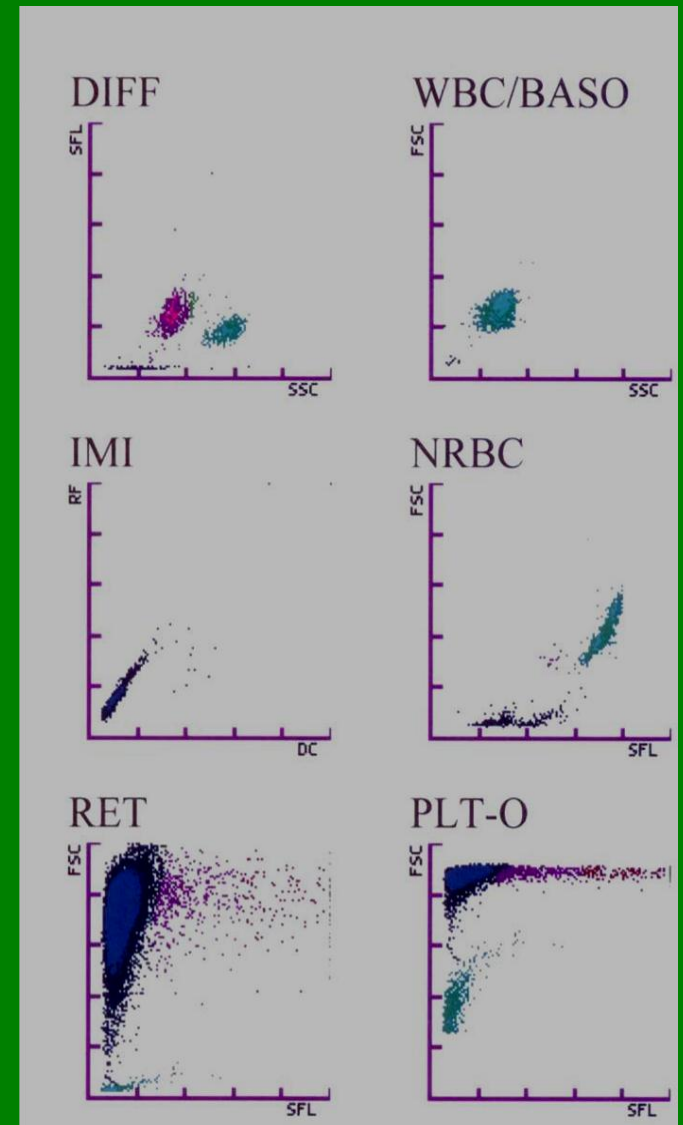 DIFF
SFL
SSC
WBC/BASO
FSC
SSC
IMI
RF
DC
NRBC
FSC
SFL
RET
FSC
SFL
PLT-O
FSC
SFL